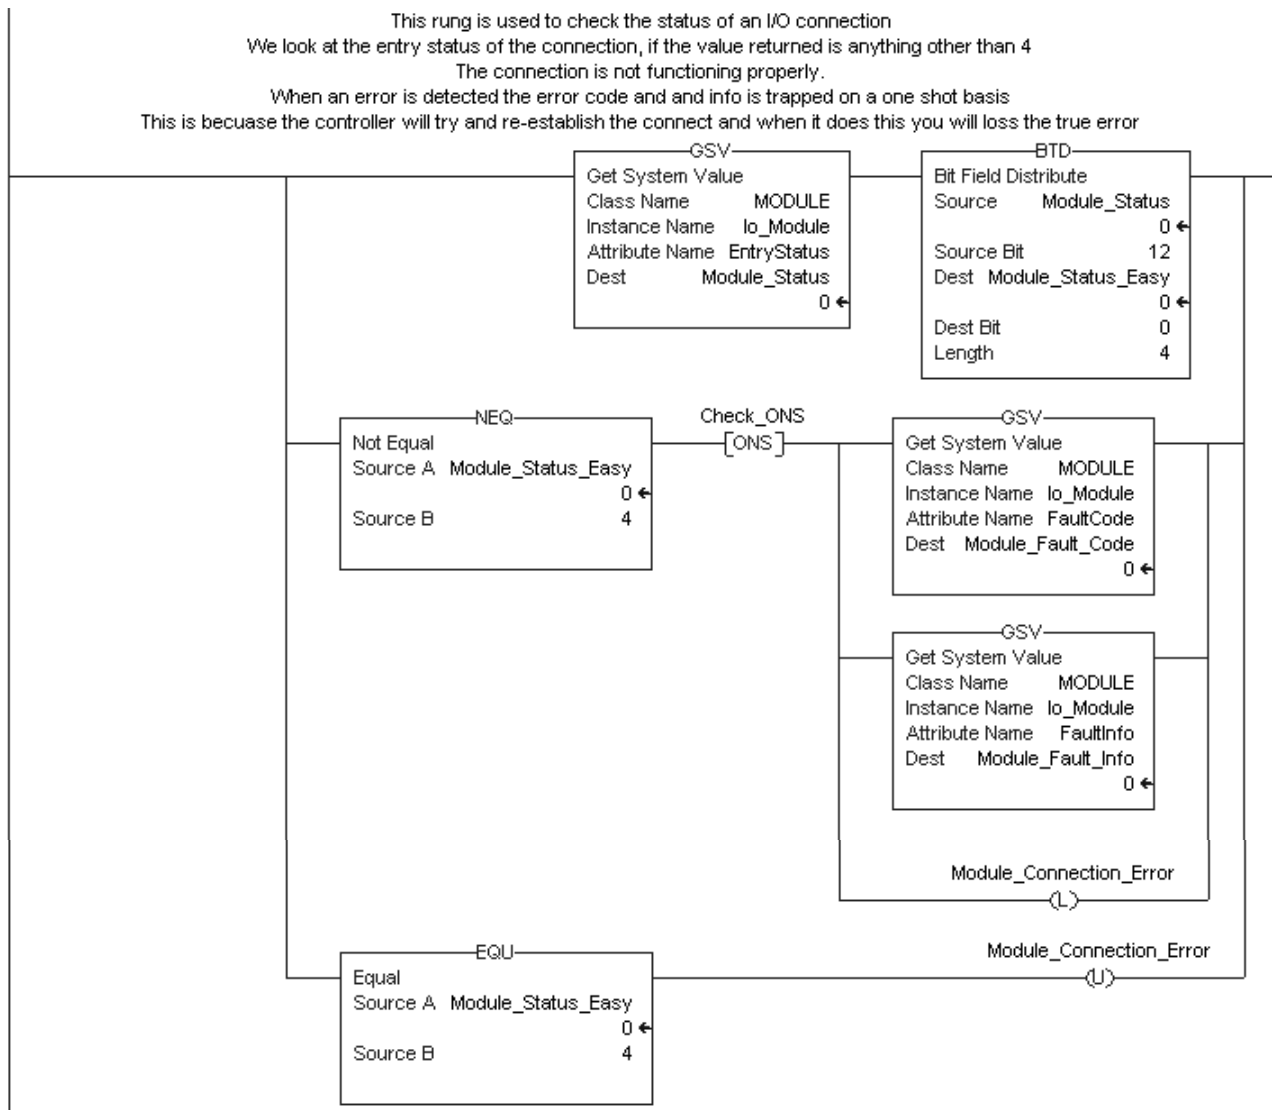 This rung is used to check the status of an I/O connection
We look at the entry status of the connection, if the value returned is anything other than 4
The connection is not functioning properly.
When an error is detected the error code and and info is trapped on a one shot basis
This is becuase the controller will try and re-establish the connect and when it does this you will loss the true error
GSV
Get System Value
Class Name MODULE
Instance Name Io_Module
Attribute Name EntryStatus
Dest Module_Status
0
BTD
Bit Field Distribute
Source Module_Status
0
Source Bit 12
Dest Module_Status_Easy
0
Dest Bit 0
Length 4
NEQ
Not Equal
Source A Module_Status_Easy
0
Source B 4
Check_ONS
ONS
GSV
Get System Value
Class Name MODULE
Instance Name Io_Module
Attribute Name FaultCode
Dest Module_Fault_Code
0
GSV
Get System Value
Class Name MODULE
Instance Name Io_Module
Attribute Name FaultInfo
Dest Module_Fault_Info
0
Module_Connection_Error
L
EQU
Equal
Source A Module_Status_Easy
0
Source B 4
Module_Connection_Error
U